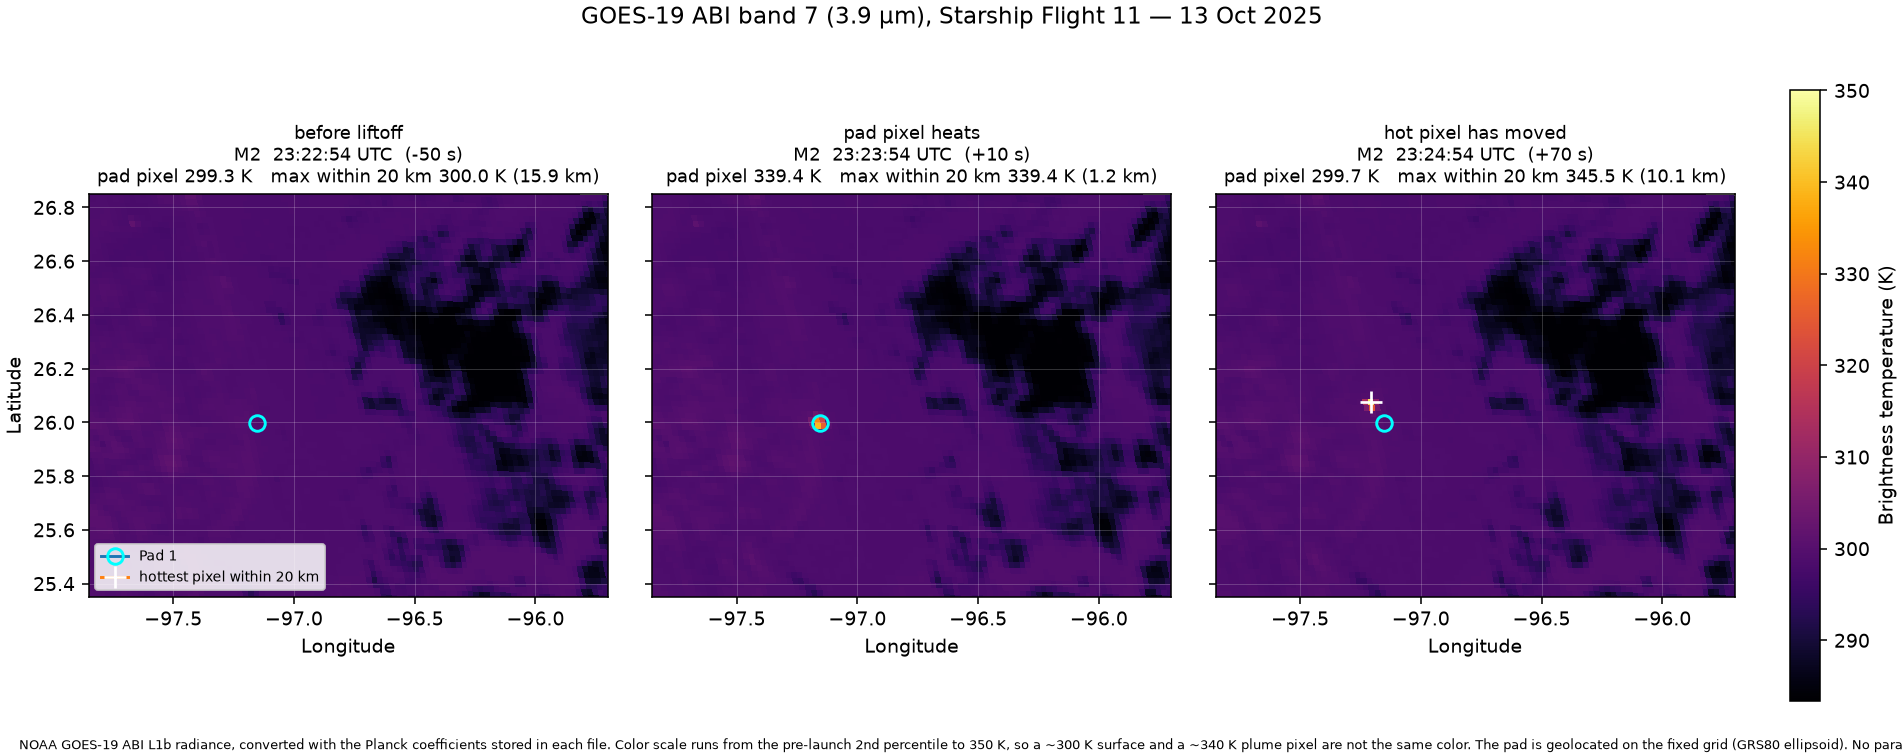 GOES-19 ABI band 7 (3.9 µm), Starship Flight 11 — 13 Oct 2025
before liftoff
M2 23:22:54 UTC (-50 s)
pad pixel 299.3 K max within 20 km 300.0 K (15.9 km)
pad pixel heats
M2 23:23:54 UTC (+10 s)
pad pixel 339.4 K max within 20 km 339.4 K (1.2 km)
hot pixel has moved
M2 23:24:54 UTC (+70 s)
pad pixel 299.7 K max within 20 km 345.5 K (10.1 km)
Latitude
26.8
26.6
26.4
26.2
26.0
25.8
25.6
25.4
Pad 1
hottest pixel within 20 km
−97.5 −97.0 −96.5 −96.0
Longitude
−97.5 −97.0 −96.5 −96.0
Longitude
−97.5 −97.0 −96.5 −96.0
Longitude
350
340
330
320
310
300
290
Brightness temperature (K)
NOAA GOES-19 ABI L1b radiance, converted with the Planck coefficients stored in each file. Color scale runs from the pre-launch 2nd percentile to 350 K, so a ~300 K surface and a ~340 K plume pixel are not the same color. The pad is geolocated on the fixed grid (GRS80 ellipsoid). No para